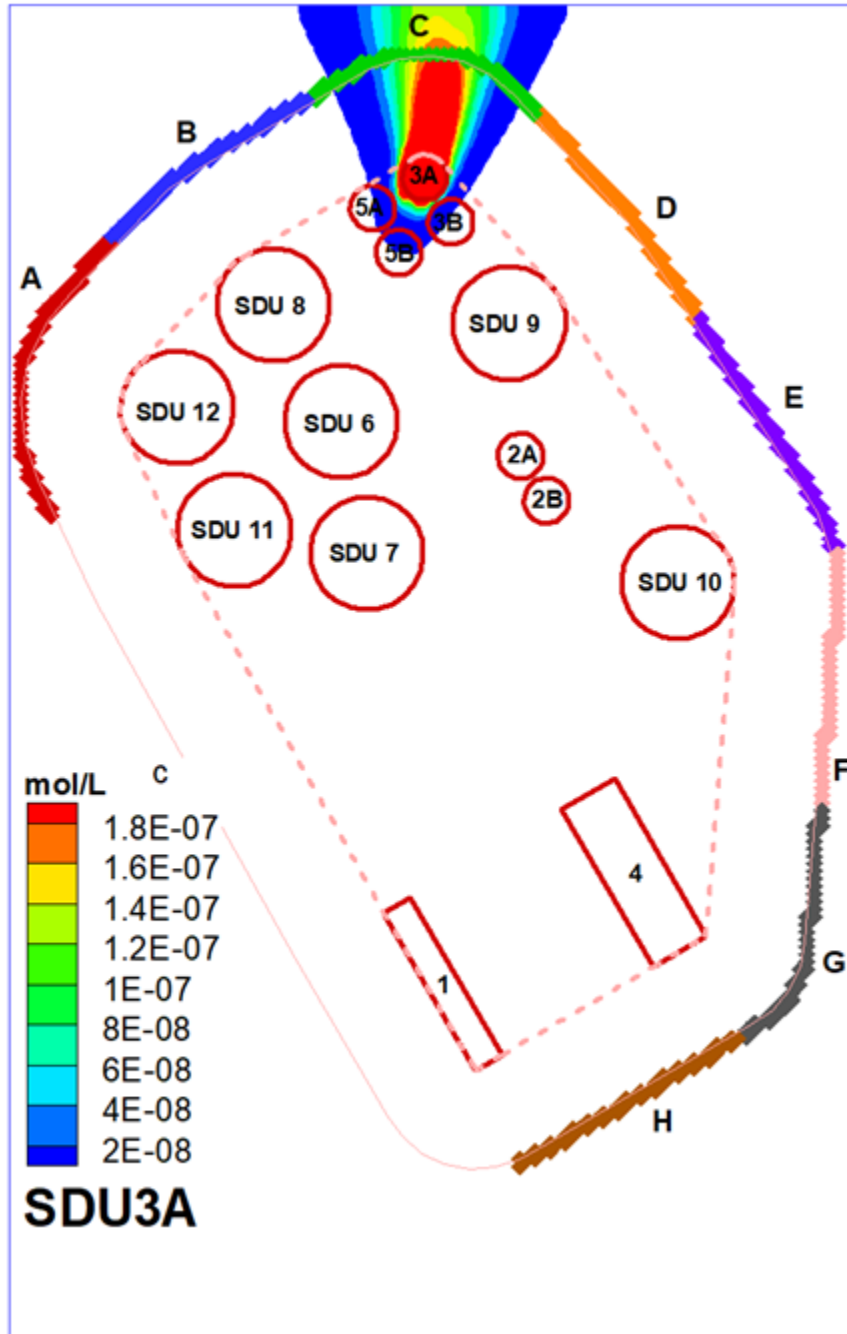 C
B
3A
5A
3B
D
5B
A
SDU 8
SDU 9
E
SDU 12
SDU 6
2A
2B
SDU 11
SDU 7
SDU 10
mol/L C
F
1.8E-07
1.6E-07
4
1.4E-07
1.2E-07
G
1E-07
1
8E-08
6E-08
4E-08
H
2E-08
SDU3A